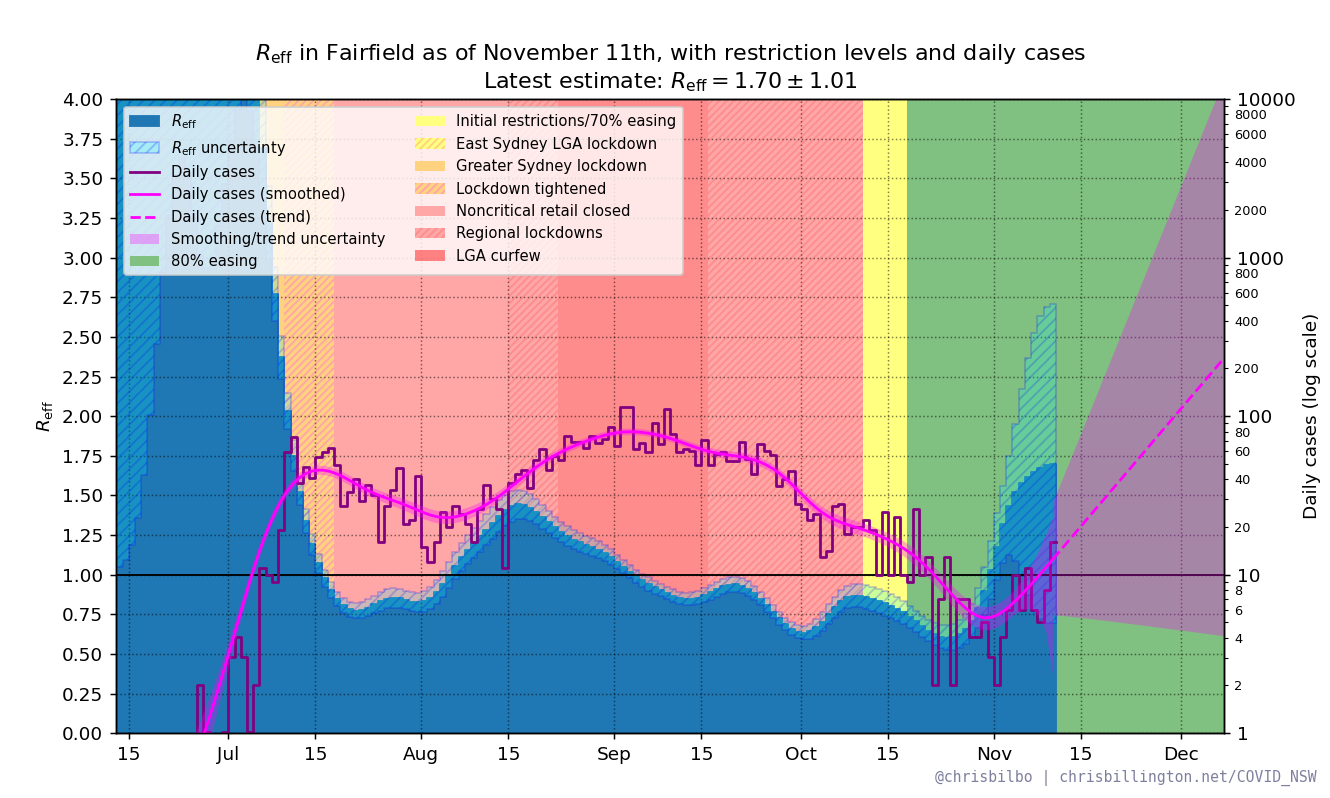 R_eff in Fairfield as of November 11th, with restriction levels and daily cases
Latest estimate: R_eff = 1.70 ± 1.01
R_eff
R_eff uncertainty
Daily cases
Daily cases (smoothed)
Daily cases (trend)
Smoothing/trend uncertainty
80% easing
Initial restrictions/70% easing
East Sydney LGA lockdown
Greater Sydney lockdown
Lockdown tightened
Noncritical retail closed
Regional lockdowns
LGA curfew
R_eff
4.00
3.75
3.50
3.25
3.00
2.75
2.50
2.25
2.00
1.75
1.50
1.25
1.00
0.75
0.50
0.25
0.00
15
Jul
15
Aug
15
Sep
15
Oct
15
Nov
15
Dec
10000
8000
6000
4000
2000
1000
800
600
400
200
100
80
60
40
20
10
8
6
4
2
1
Daily cases (log scale)
@chrisbilbo | chrisbillington.net/COVID_NSW